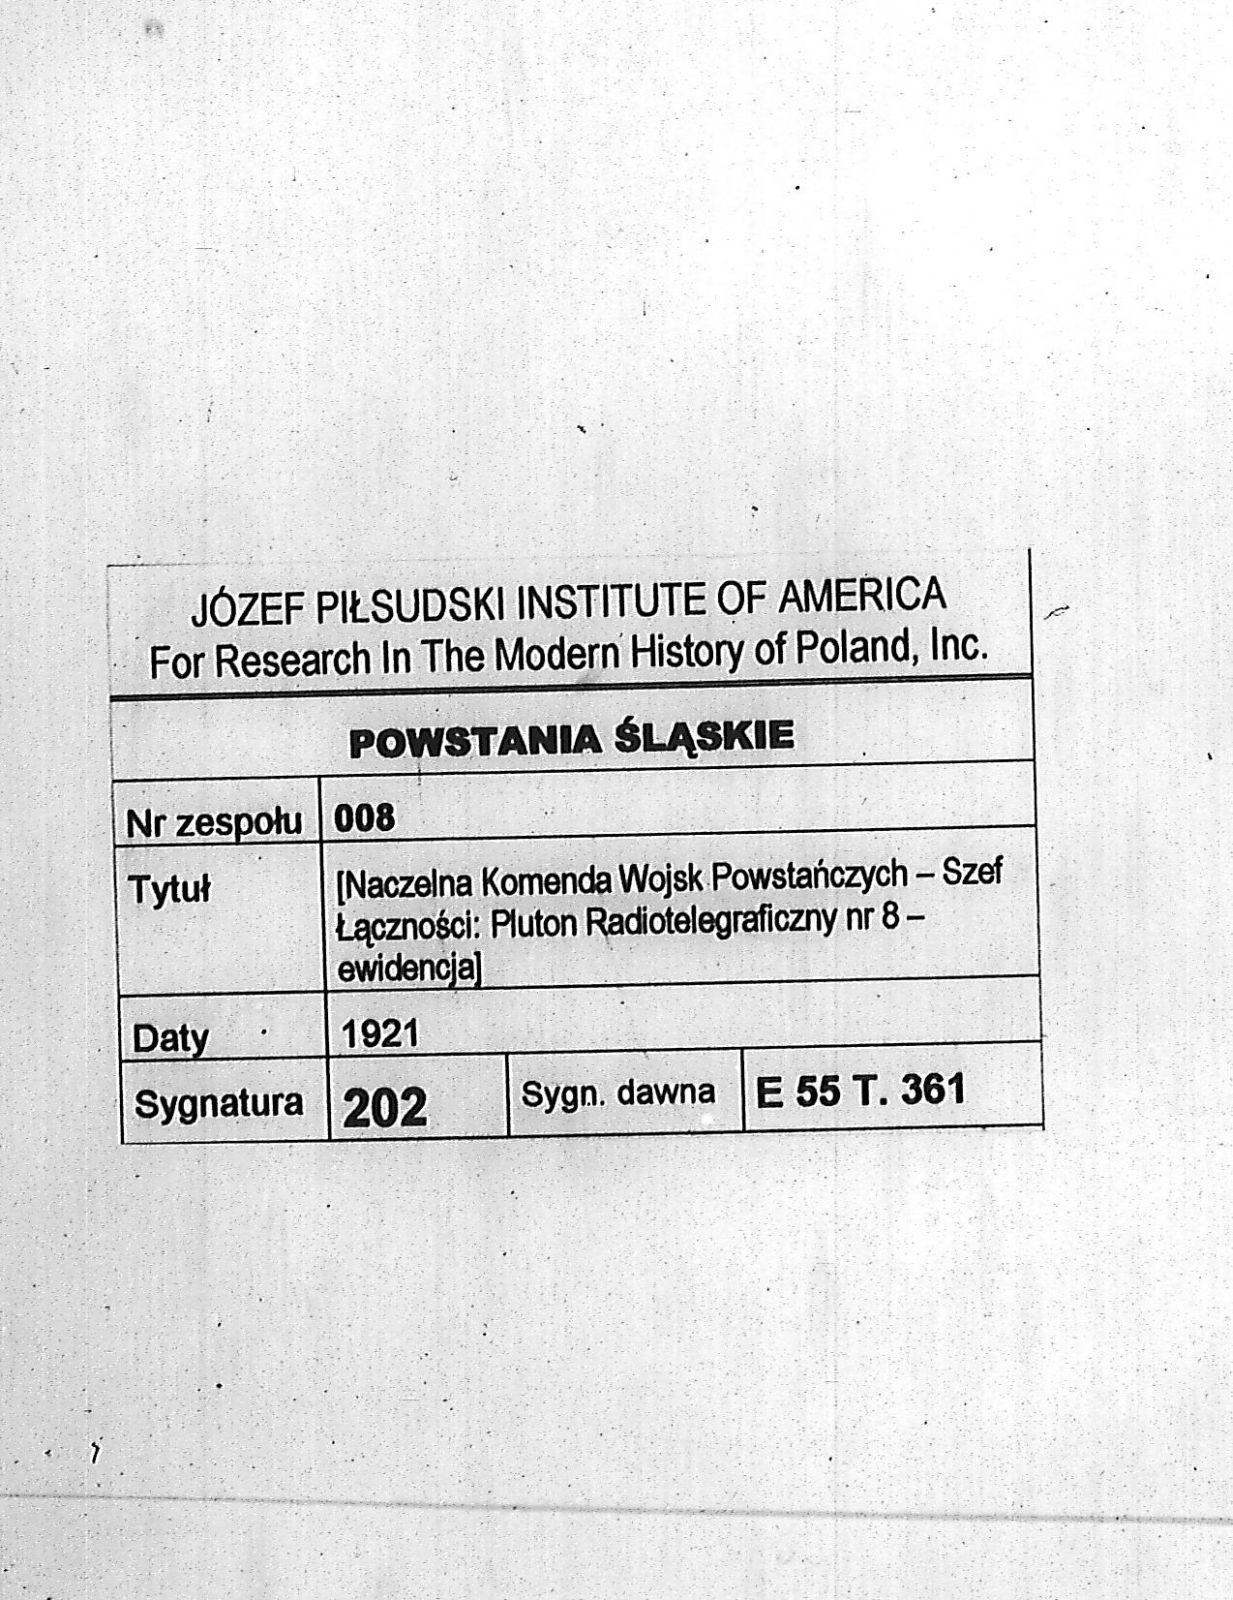 JÓZEF PIŁSUDSKI INSTITUTE OF AMERICA
For Research In The Modern History of Poland, Inc.
POWSTANIA ŚLĄSKIE
Nr zespołu 008
Tytuł [Naczelna Komenda Wojsk Powstańczych – Szef
Łączności: Pluton Radiotelegraficzny nr 8 –
ewidencja]
Daty 1921
Sygnatura 202 Sygn. dawna E 55 T. 361